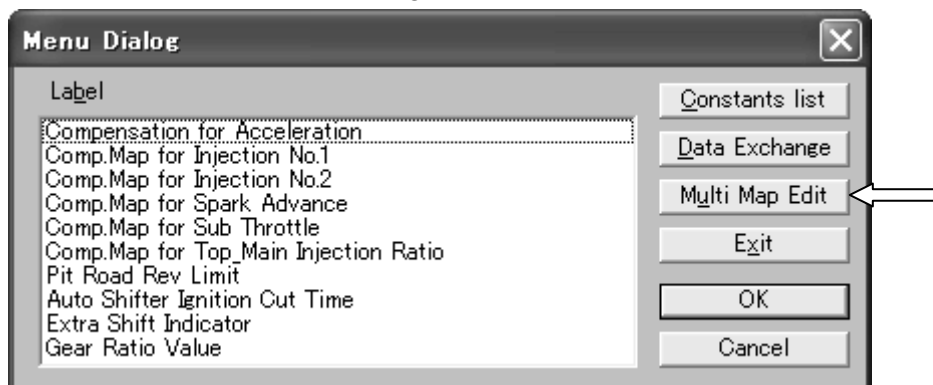 Menu Dialog
Label
Compensation for Acceleration
Comp.Map for Injection No.1
Comp.Map for Injection No.2
Comp.Map for Spark Advance
Comp.Map for Sub Throttle
Comp.Map for Top_Main Injection Ratio
Pit Road Rev Limit
Auto Shifter Ignition Cut Time
Extra Shift Indicator
Gear Ratio Value
Constants list
Data Exchange
Multi Map Edit
Exit
OK
Cancel